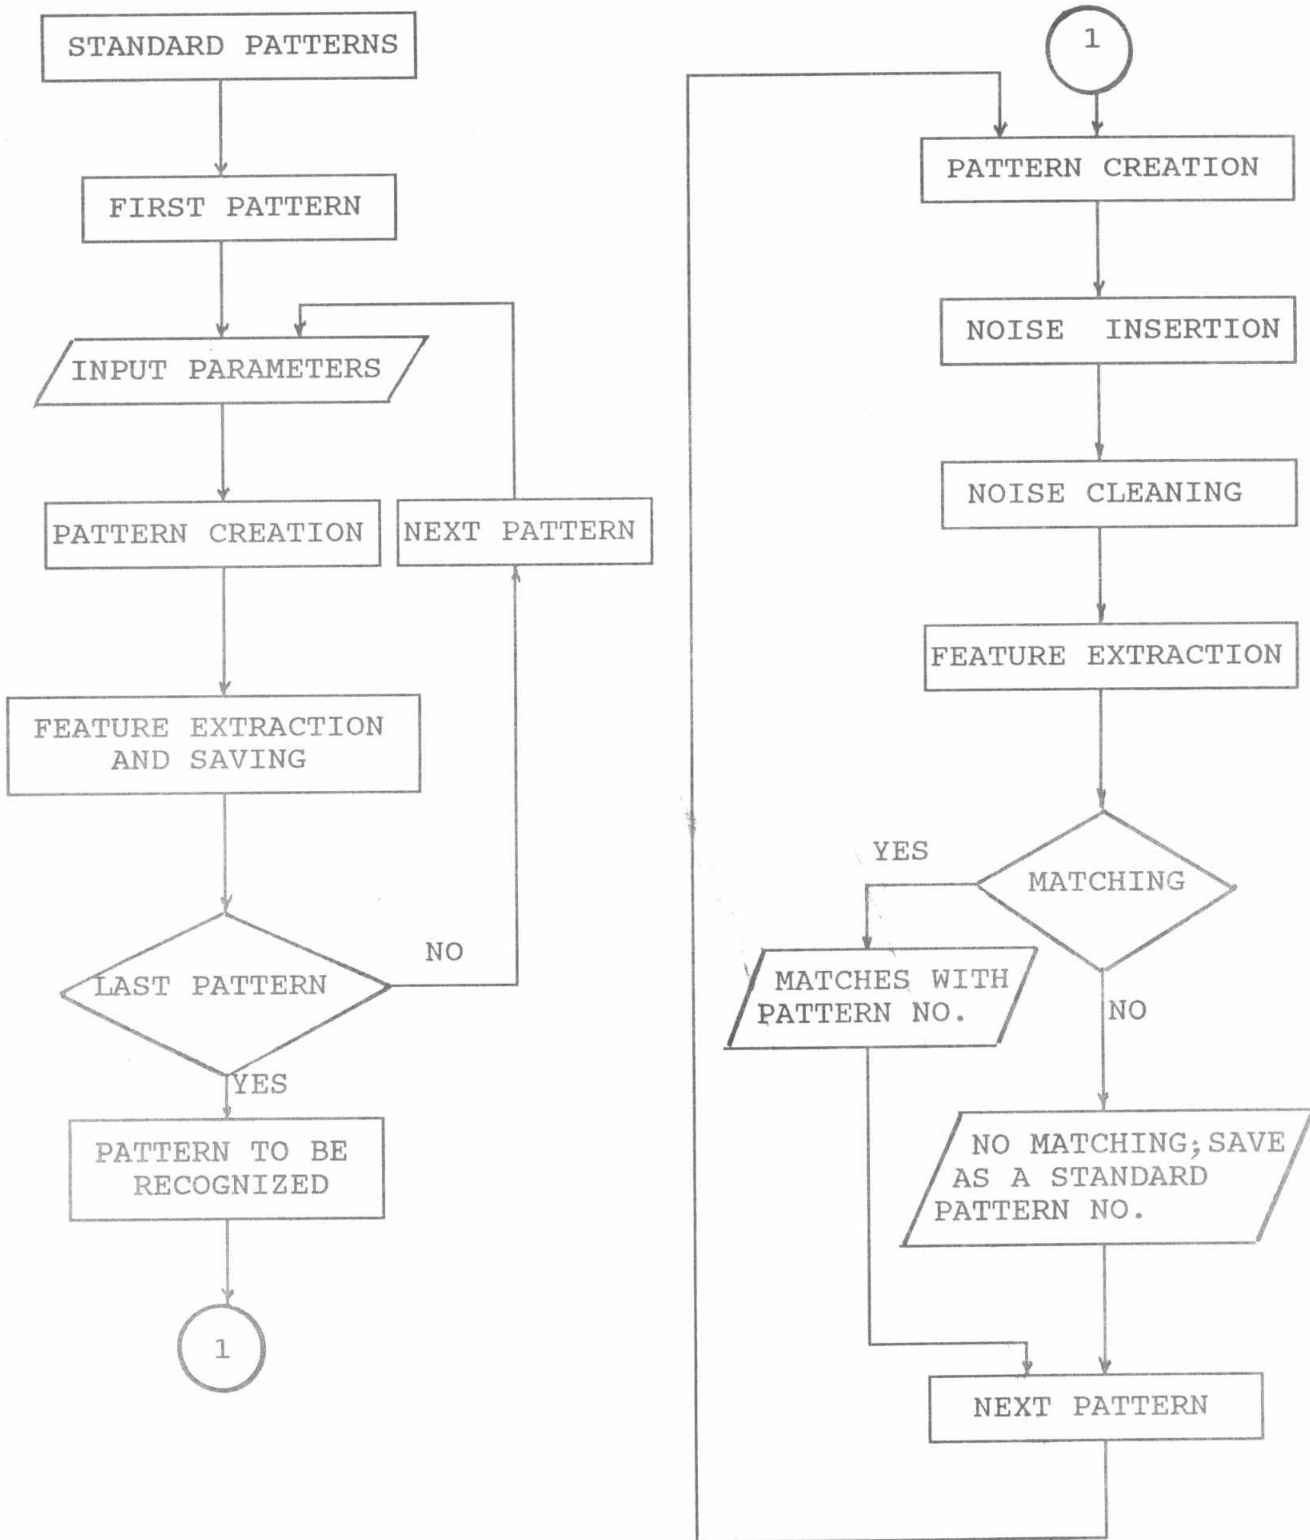 STANDARD PATTERNS
FIRST PATTERN
INPUT PARAMETERS
PATTERN CREATION
NEXT PATTERN
FEATURE EXTRACTION
AND SAVING
LAST PATTERN
NO
YES
PATTERN TO BE
RECOGNIZED
1
1
PATTERN CREATION
NOISE INSERTION
NOISE CLEANING
FEATURE EXTRACTION
MATCHING
YES
MATCHES WITH
PATTERN NO.
NO
NO MATCHING; SAVE
AS A STANDARD
PATTERN NO.
NEXT PATTERN